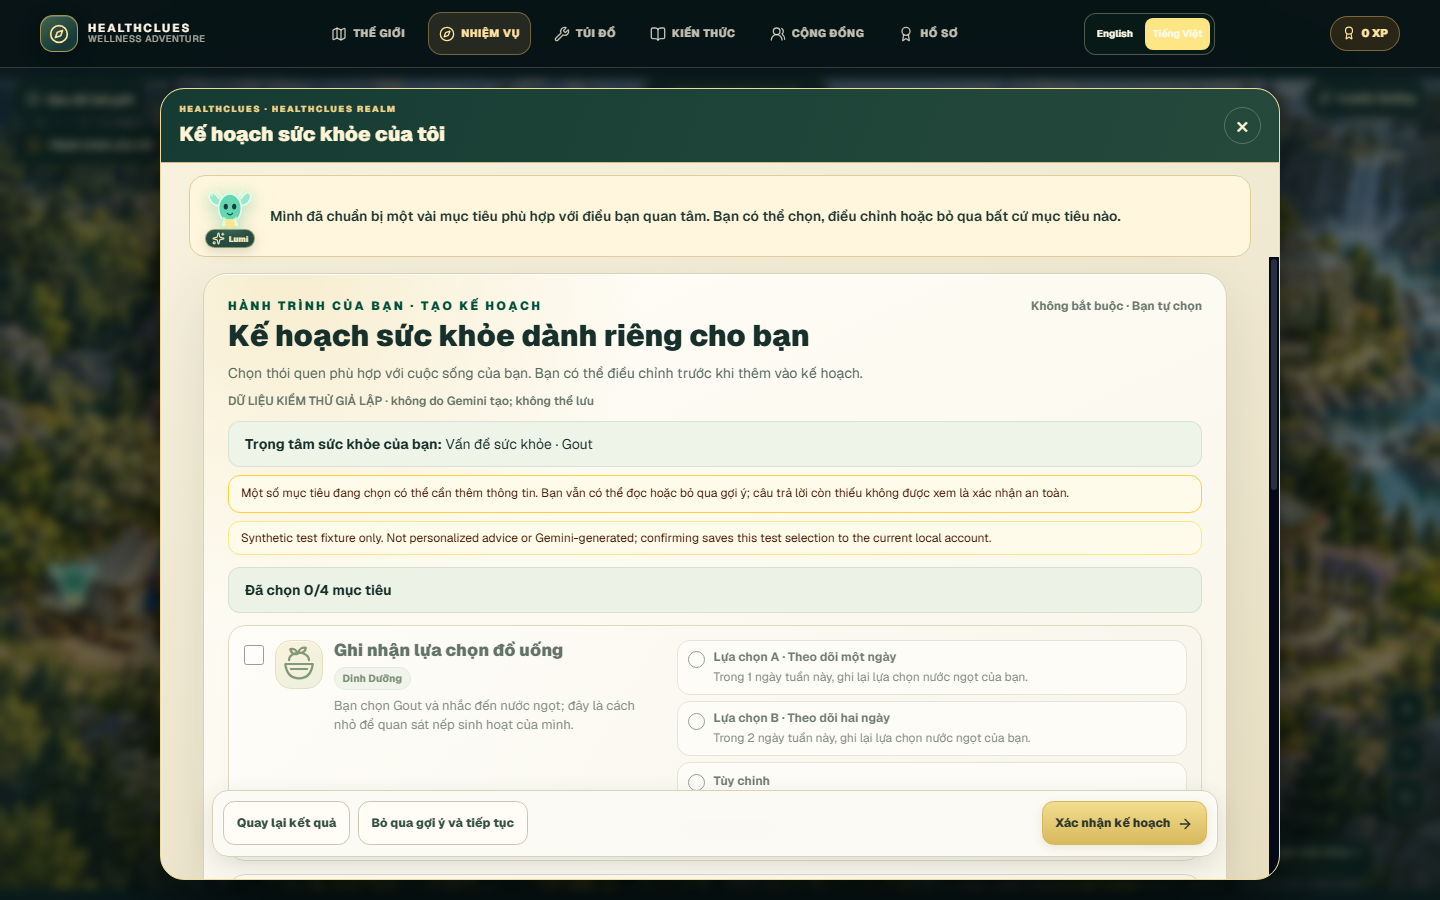 HEALTHCLUES
WELLNESS ADVENTURE
THẾ GIỚI
NHIỆM VỤ
TÚI ĐỒ
KIẾN THỨC
CỘNG ĐỒNG
HỒ SƠ
English
Tiếng Việt
0 XP
HEALTHCLUES · HEALTHCLUES REALM
Kế hoạch sức khỏe của tôi
Mình đã chuẩn bị một vài mục tiêu phù hợp với điều bạn quan tâm. Bạn có thể chọn, điều chỉnh hoặc bỏ qua bất cứ mục tiêu nào.
Lumi
HÀNH TRÌNH CỦA BẠN · TẠO KẾ HOẠCH
Không bắt buộc · Bạn tự chọn
Kế hoạch sức khỏe dành riêng cho bạn
Chọn thói quen phù hợp với cuộc sống của bạn. Bạn có thể điều chỉnh trước khi thêm vào kế hoạch.
DỮ LIỆU KIỂM THỬ GIẢ LẬP · không do Gemini tạo; không thể lưu
Trọng tâm sức khỏe của bạn: Vấn đề sức khỏe · Gout
Một số mục tiêu đang chọn có thể cần thêm thông tin. Bạn vẫn có thể đọc hoặc bỏ qua gợi ý; câu trả lời còn thiếu không được xem là xác nhận an toàn.
Synthetic test fixture only. Not personalized advice or Gemini-generated; confirming saves this test selection to the current local account.
Đã chọn 0/4 mục tiêu
Ghi nhận lựa chọn đồ uống
Dinh Dưỡng
Bạn chọn Gout và nhắc đến nước ngọt; đây là cách
nhỏ để quan sát nếp sinh hoạt của mình.
Lựa chọn A · Theo dõi một ngày
Trong 1 ngày tuần này, ghi lại lựa chọn nước ngọt của bạn.
Lựa chọn B · Theo dõi hai ngày
Trong 2 ngày tuần này, ghi lại lựa chọn nước ngọt của bạn.
Tùy chỉnh
Quay lại kết quả
Bỏ qua gợi ý và tiếp tục
Xác nhận kế hoạch